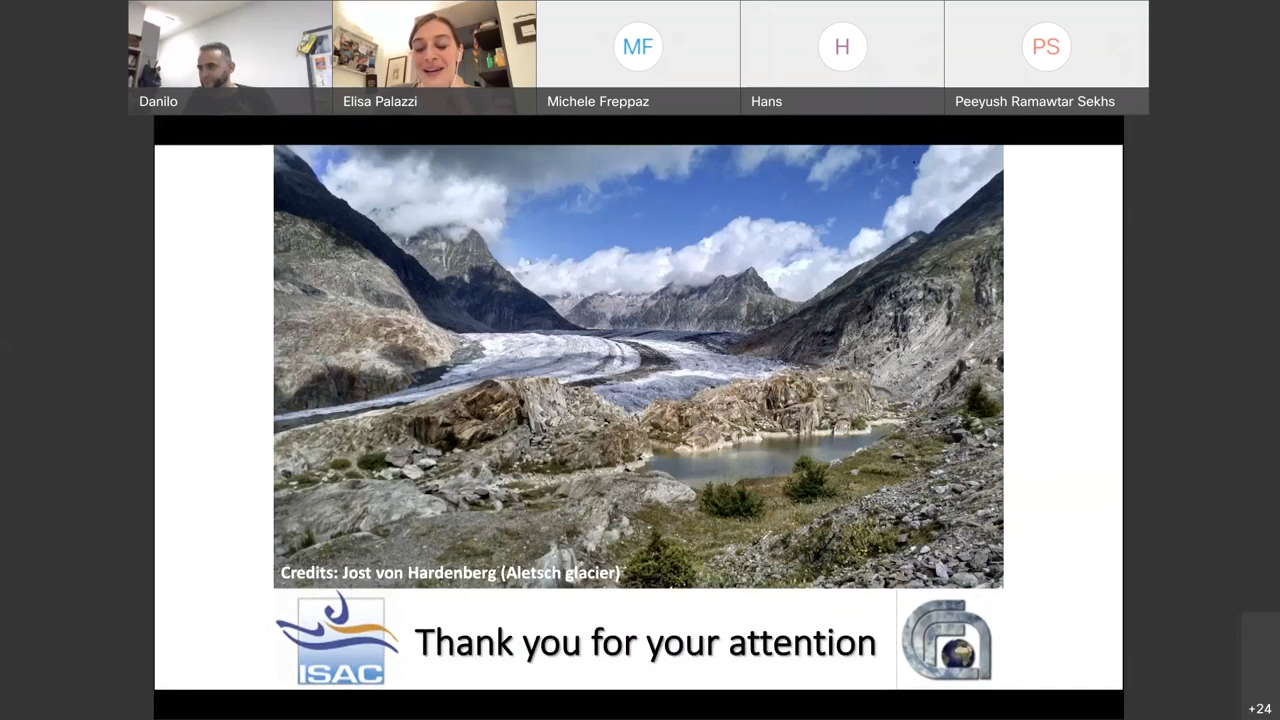 MF
H
PS
Danilo
Elisa Palazzi
Michele Freppaz
Hans
Peeyush Ramawtar Sekhs
Credits: Jost von Hardenberg (Aletsch glacier)
ISAC
Thank you for your attention
+24